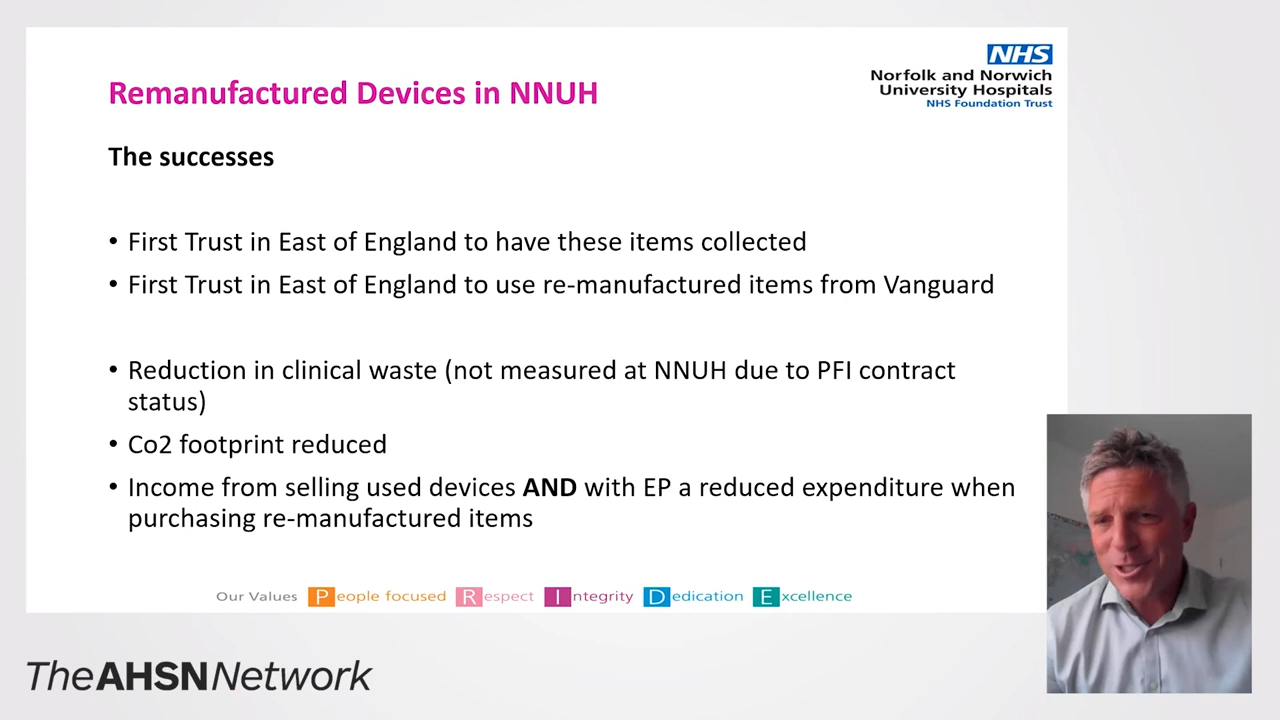 Remanufactured Devices in NNUH
NHS
Norfolk and Norwich
University Hospitals
NHS Foundation Trust
The successes
• First Trust in East of England to have these items collected
• First Trust in East of England to use re-manufactured items from Vanguard
• Reduction in clinical waste (not measured at NNUH due to PFI contract
status)
• Co2 footprint reduced
• Income from selling used devices AND with EP a reduced expenditure when
purchasing re-manufactured items
Our Values People focused Respect Integrity Dedication Excellence
TheAHSNNetwork